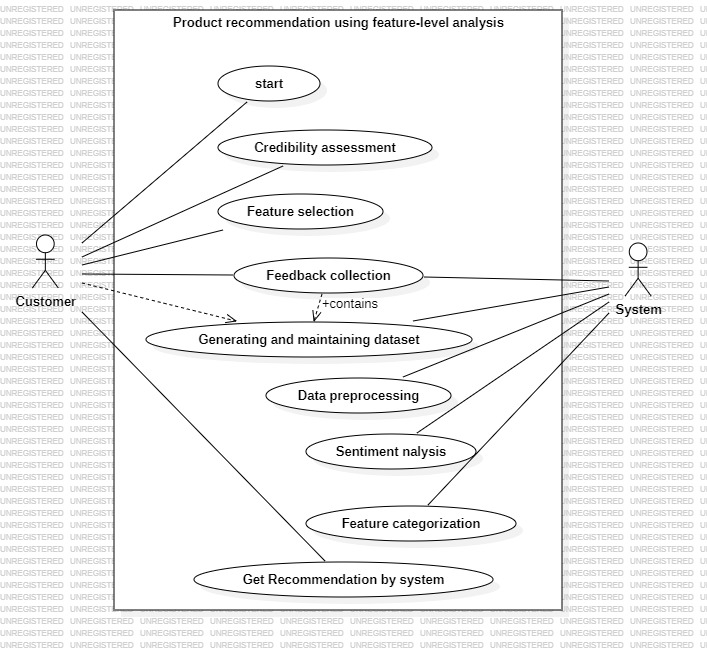 Product recommendation using feature-level analysis
start
Credibility assessment
Feature selection
Feedback collection
+contains
Customer
System
Generating and maintaining dataset
Data preprocessing
Sentiment nalysis
Feature categorization
Get Recommendation by system
UNREGISTERED